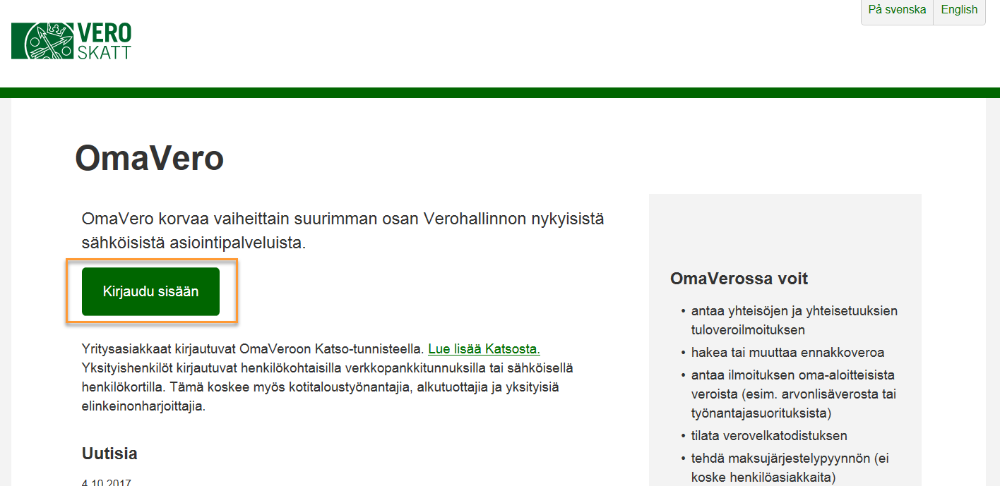 På svenska
English
VERO
SKATT
OmaVero
OmaVero korvaa vaiheittain suurimman osan Verohallinnon nykyisistä
sähköisistä asiointipalveluista.
Kirjaudu sisään
Yritysasiakkaat kirjautuvat OmaVeroon Katso-tunnisteella. Lue lisää Katsosta.
Yksityishenkilöt kirjautuvat henkilökohtaisilla verkkopankkitunnuksilla tai sähköisellä
henkilökortilla. Tämä koskee myös kotitaloustyönantajia, alkutuottajia ja yksityisiä
elinkeinonharjoittajia.
Uutisia
4.10.2017
OmaVerossa voit
• antaa yhteisöjen ja yhteisetuuksien
tuloveroilmoituksen
• hakea tai muuttaa ennakkoveroa
• antaa ilmoituksen oma-aloitteisista
veroista (esim. arvonlisäverosta tai
työnantajasuorituksista)
• tilata verovelkatodistuksen
• tehdä maksujärjestelypyynnön (ei
koske henkilöasiakkaita)